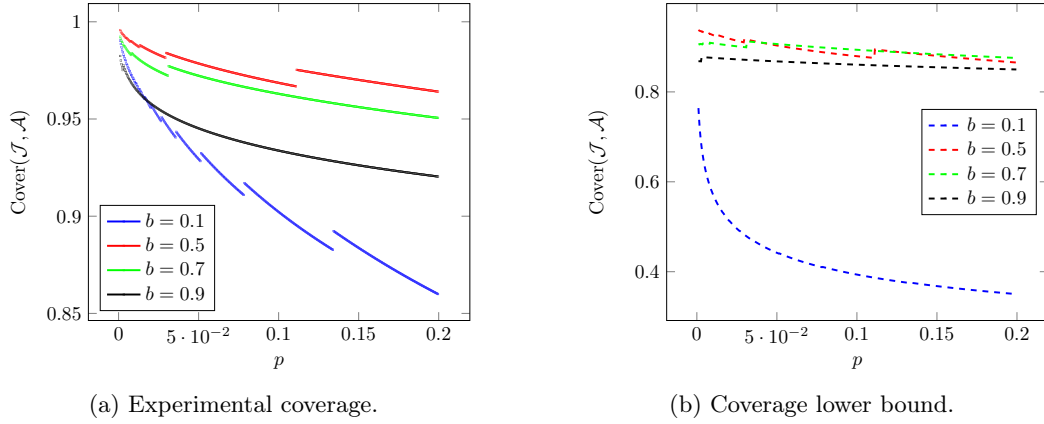 1
0.95
0.9
0.85
Cover(𝒥, 𝒜)
b = 0.1
b = 0.5
b = 0.7
b = 0.9
0 5 · 10⁻² 0.1 0.15 0.2
p
(a) Experimental coverage.
0.8
0.6
0.4
Cover(𝒥, 𝒜)
b = 0.1
b = 0.5
b = 0.7
b = 0.9
0 5 · 10⁻² 0.1 0.15 0.2
p
(b) Coverage lower bound.